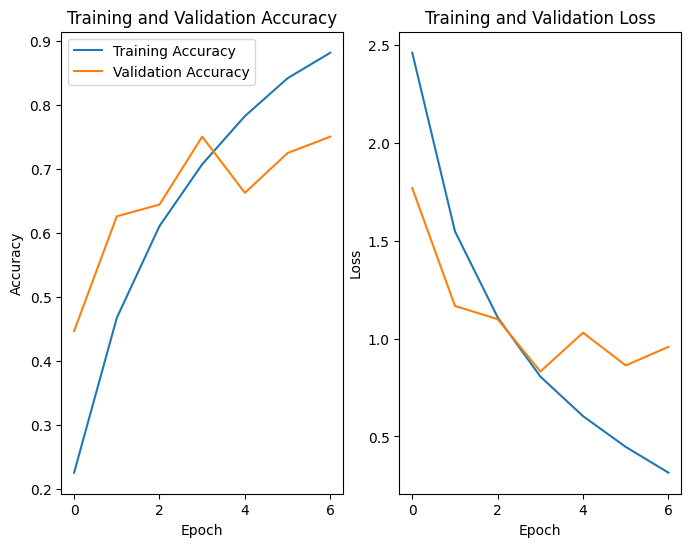 Training and Validation Accuracy
Training Accuracy
Validation Accuracy
0.9
0.8
0.7
0.6
0.5
0.4
0.3
0.2
Accuracy
0
2
4
6
Epoch
Training and Validation Loss
2.5
2.0
1.5
1.0
0.5
Loss
0
2
4
6
Epoch